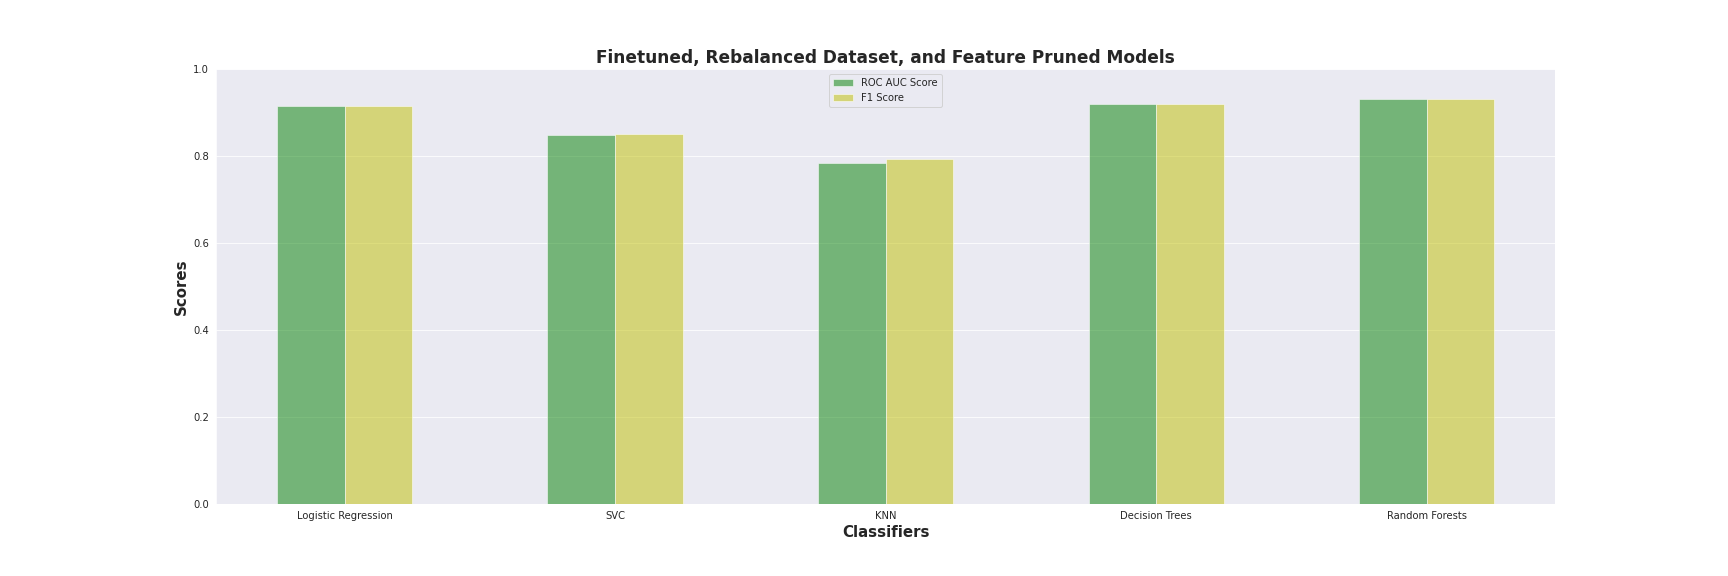 Finetuned, Rebalanced Dataset, and Feature Pruned Models
ROC AUC Score
F1 Score
1.0
0.8
0.6
0.4
0.2
0.0
Scores
Logistic Regression
SVC
KNN
Decision Trees
Random Forests
Classifiers